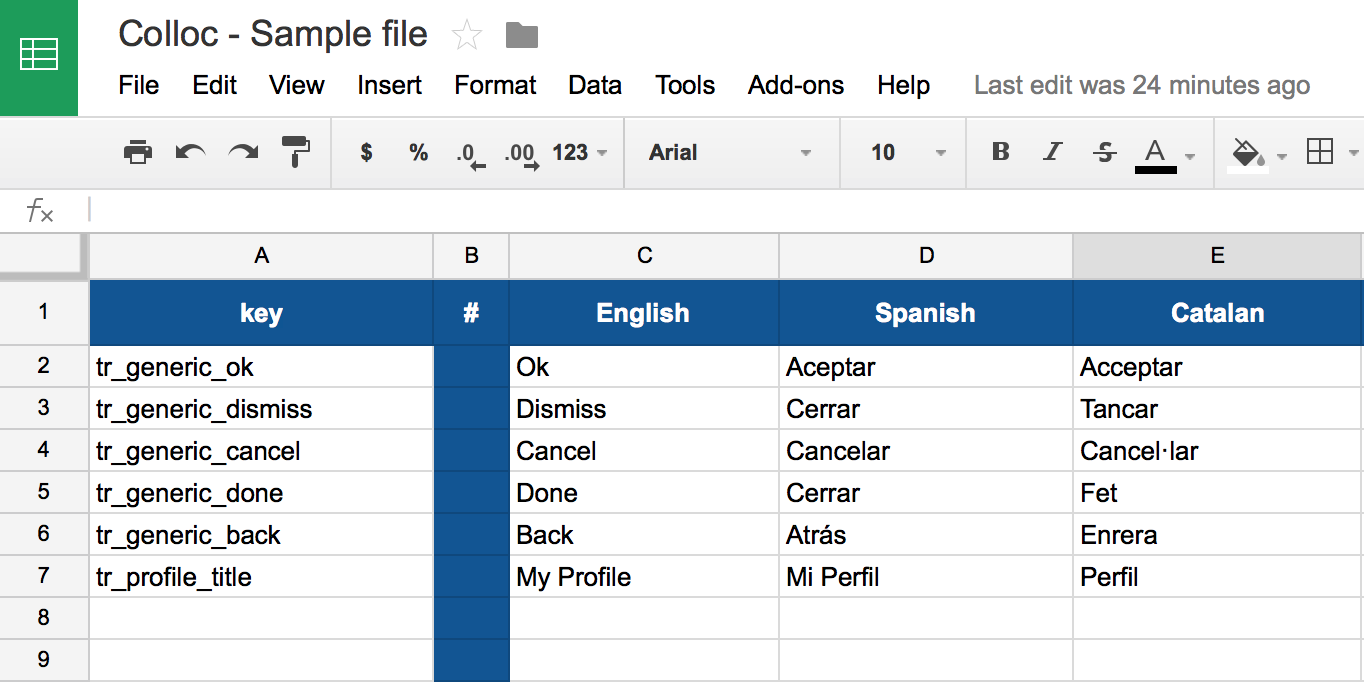 Colloc - Sample file
File Edit View Insert Format Data Tools Add-ons Help Last edit was 24 minutes ago
$ % .0 .00 123 Arial 10 B I S A
fx
A B C D E
1 key # English Spanish Catalan
2 tr_generic_ok Ok Aceptar Acceptar
3 tr_generic_dismiss Dismiss Cerrar Tancar
4 tr_generic_cancel Cancel Cancelar Cancel·lar
5 tr_generic_done Done Cerrar Fet
6 tr_generic_back Back Atrás Enrera
7 tr_profile_title My Profile Mi Perfil Perfil
8
9